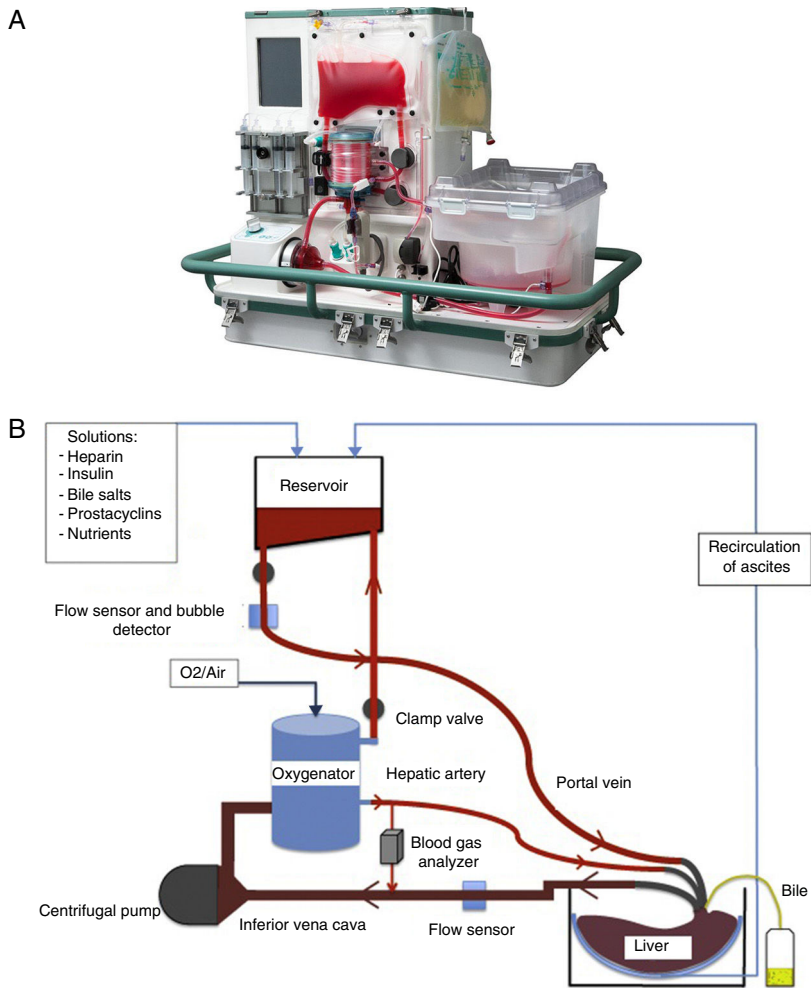 A
B
Solutions:
- Heparin
- Insulin
- Bile salts
- Prostacyclins
- Nutrients
Reservoir
Recirculation
of ascites
Flow sensor and bubble
detector
O2/Air
Clamp valve
Oxygenator
Hepatic artery
Portal vein
Blood gas
analyzer
Centrifugal pump
Inferior vena cava
Flow sensor
Liver
Bile